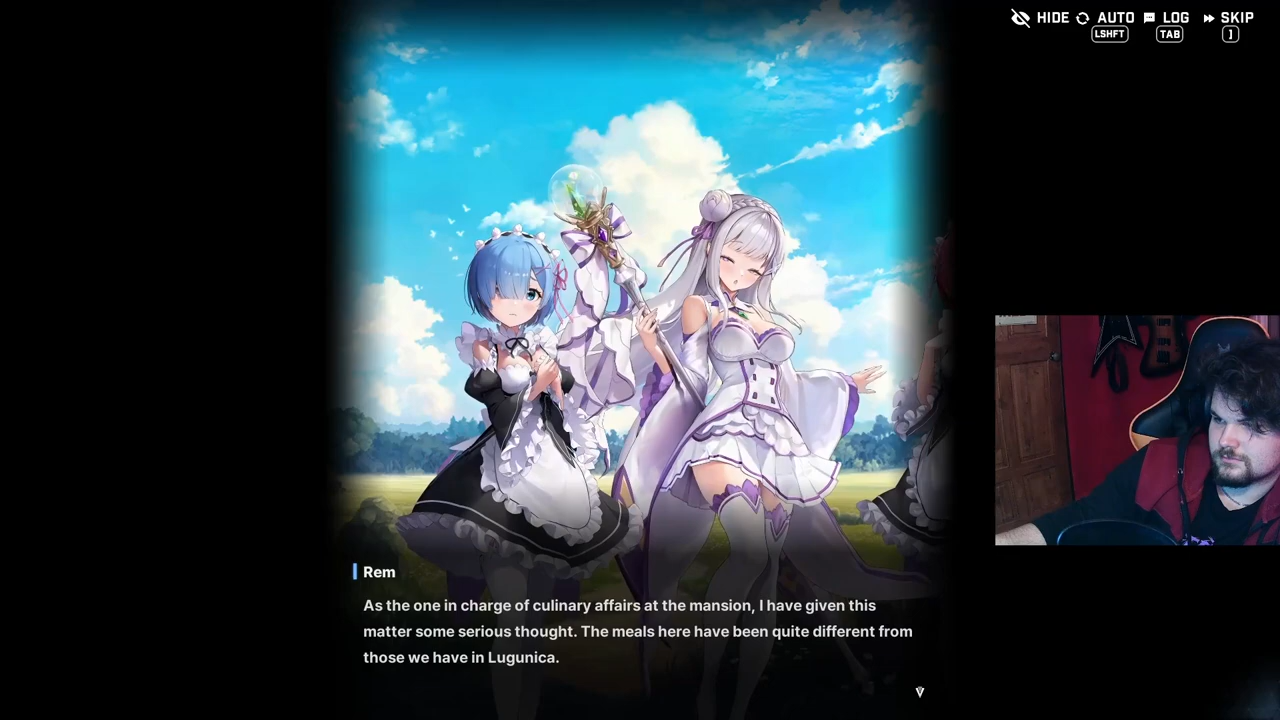 HIDE AUTO LOG SKIP
LSHFT TAB ]
Rem
As the one in charge of culinary affairs at the mansion, I have given this
matter some serious thought. The meals here have been quite different from
those we have in Lugunica.